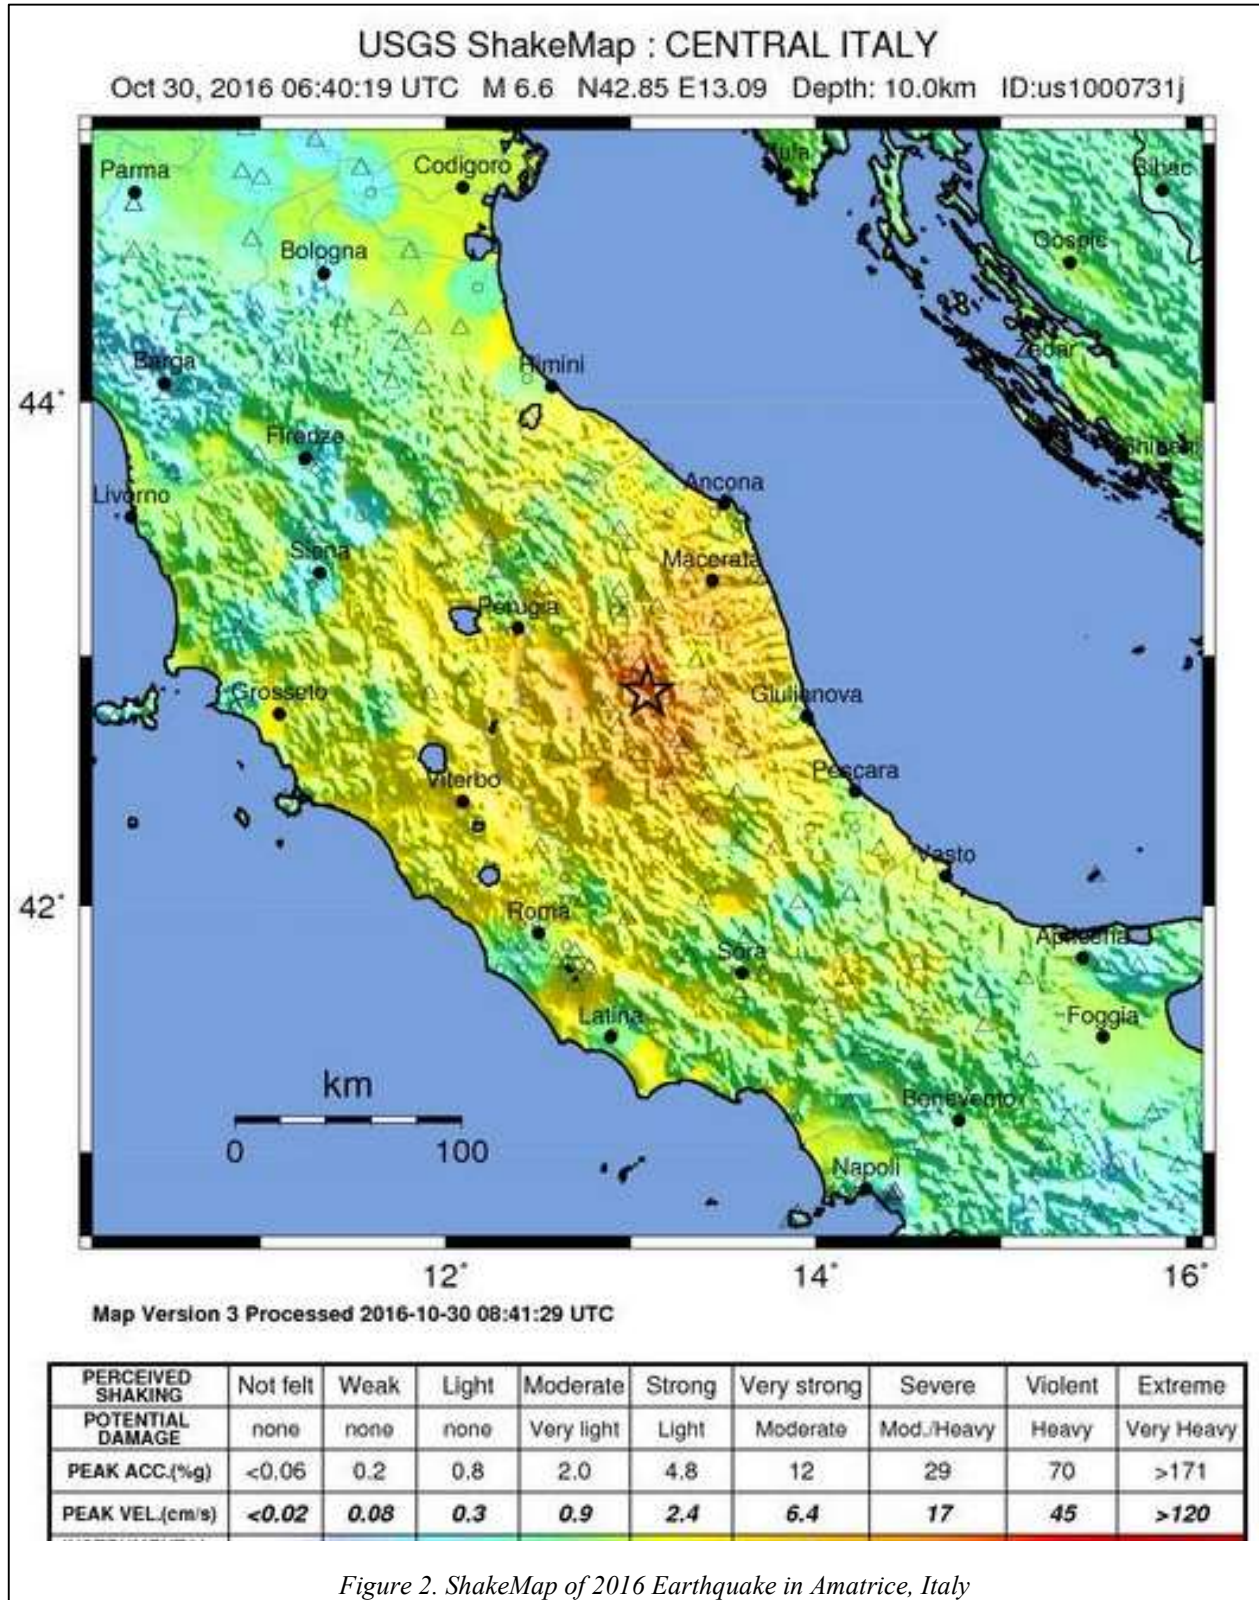 USGS ShakeMap : CENTRAL ITALY
Oct 30, 2016 06:40:19 UTC M 6.6 N42.85 E13.09 Depth: 10.0km ID:us1000731j
Parma
Codigoro
Bihac
Bologna
Gospic
Barga
Rimini
Zadar
44°
Firenze
Livorno
Ancona
Siena
Macerata
Perugia
Grosseto
Giulianova
Viterbo
Pescara
Vasto
42°
Roma
Apricena
Sora
Latina
Foggia
km
0 100
Benevento
Napoli
12° 14° 16°
Map Version 3 Processed 2016-10-30 08:41:29 UTC
PERCEIVED SHAKING Not felt Weak Light Moderate Strong Very strong Severe Violent Extreme
POTENTIAL DAMAGE none none none Very light Light Moderate Mod./Heavy Heavy Very Heavy
PEAK ACC.(%g) <0.06 0.2 0.8 2.0 4.8 12 29 70 >171
PEAK VEL.(cm/s) <0.02 0.08 0.3 0.9 2.4 6.4 17 45 >120
Figure 2. ShakeMap of 2016 Earthquake in Amatrice, Italy